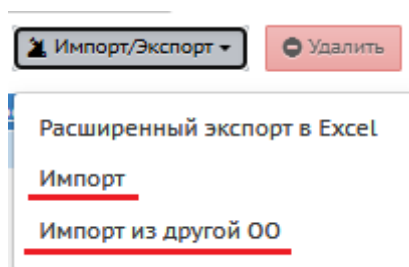 Импорт/Экспорт Удалить
Расширенный экспорт в Excel
Импорт
Импорт из другой ОО